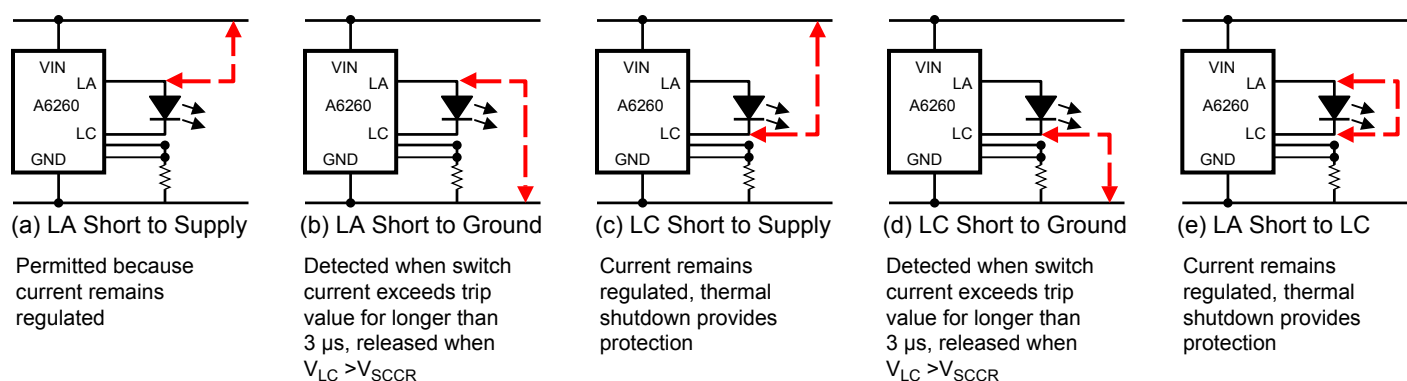 VIN
LA
A6260
LC
GND
(a) LA Short to Supply
Permitted because
current remains
regulated
VIN
LA
A6260
LC
GND
(b) LA Short to Ground
Detected when switch
current exceeds trip
value for longer than
3 µs, released when
VLC >VSCCR
VIN
LA
A6260
LC
GND
(c) LC Short to Supply
Current remains
regulated, thermal
shutdown provides
protection
VIN
LA
A6260
LC
GND
(d) LC Short to Ground
Detected when switch
current exceeds trip
value for longer than
3 µs, released when
VLC >VSCCR
VIN
LA
A6260
LC
GND
(e) LA Short to LC
Current remains
regulated, thermal
shutdown provides
protection